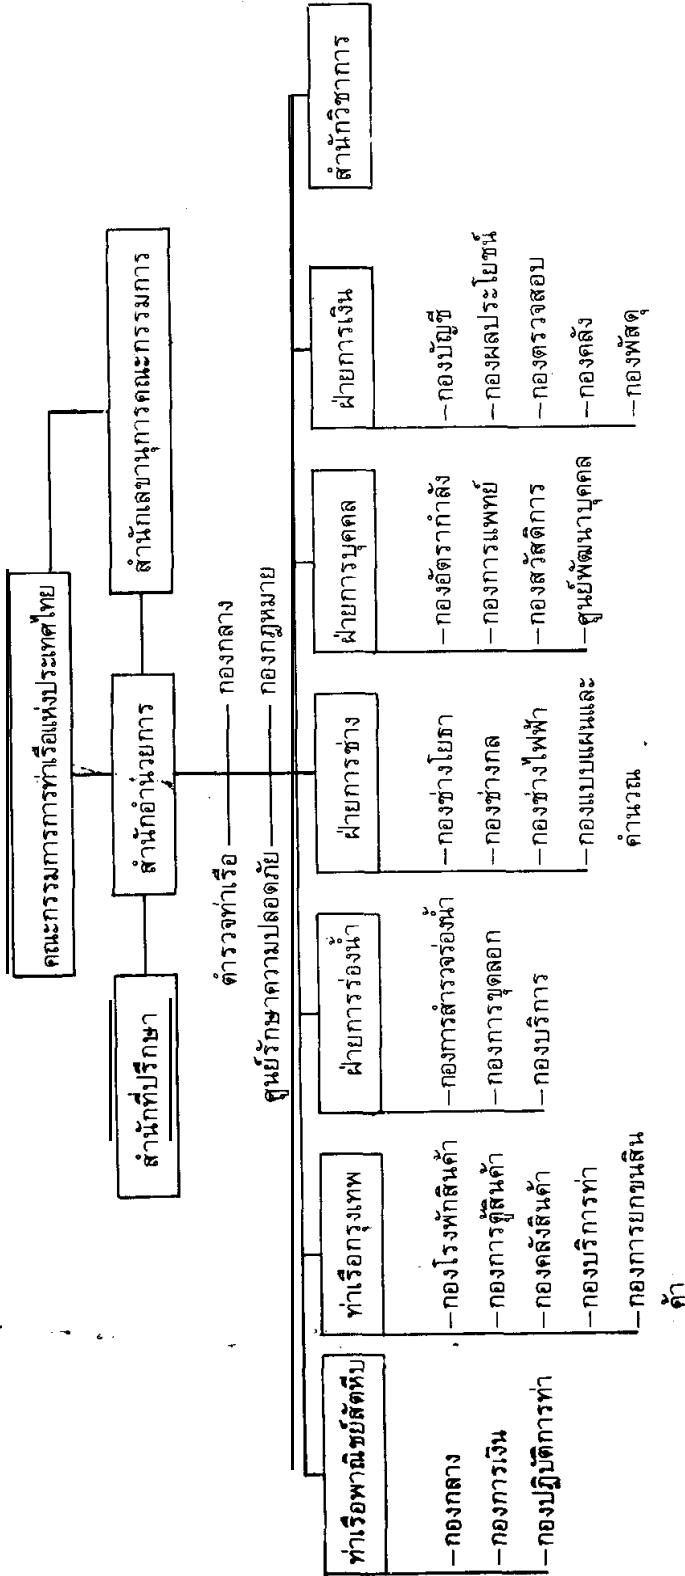 คณะกรรมการการท่าเรือแห่งประเทศไทย
สำนักเลขานุการคณะกรรมการ
สำนักอำนวยการ
สำนักที่ปรึกษา
ตำรวจท่าเรือ
กองกลาง
ศูนย์รักษาความปลอดภัย
กองกฎหมาย
ท่าเรือพาณิชย์สัตหีบ
–กองกลาง
–กองการเงิน
–กองปฏิบัติการท่า
ท่าเรือกรุงเทพ
–กองโรงพักสินค้า
–กองการตู้สินค้า
–กองคลังสินค้า
–กองบริการท่า
–กองการยกขนสิน
ค้า
ฝ่ายการร่องน้ำ
–กองการสำรวจร่องน้ำ
–กองการขุดลอก
–กองบริการ
ฝ่ายการช่าง
–กองช่างโยธา
–กองช่างกล
–กองช่างไฟฟ้า
–กองแบบแผนและ
คำนวณ
ฝ่ายการบุคคล
–กองอัตรากำลัง
–กองการแพทย์
–กองสวัสดิการ
–ศูนย์พัฒนาบุคคล
ฝ่ายการเงิน
–กองบัญชี
–กองผลประโยชน์
–กองตรวจสอบ
–กองคลัง
–กองพัสดุ
สำนักวิชาการ